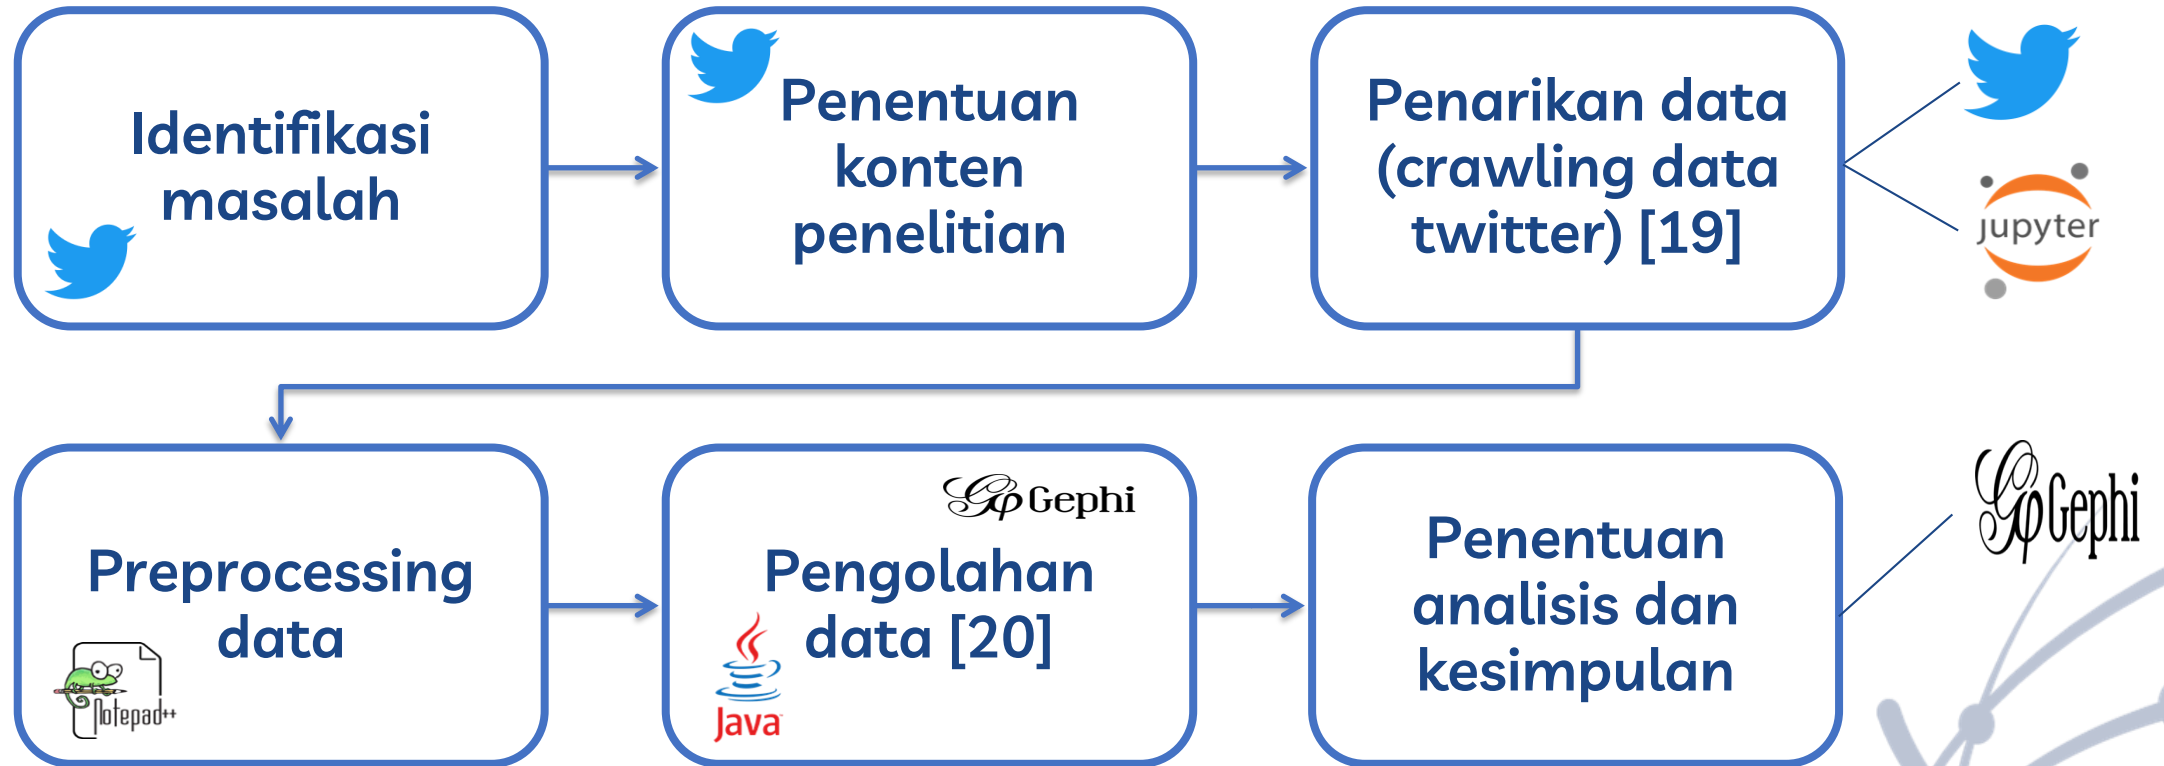 Identifikasi
masalah
Penentuan
konten
penelitian
Penarikan data
(crawling data
twitter) [19]
jupyter
Preprocessing
data
Notepad++
Gephi
Pengolahan
data [20]
Java
Penentuan
analisis dan
kesimpulan
Gephi